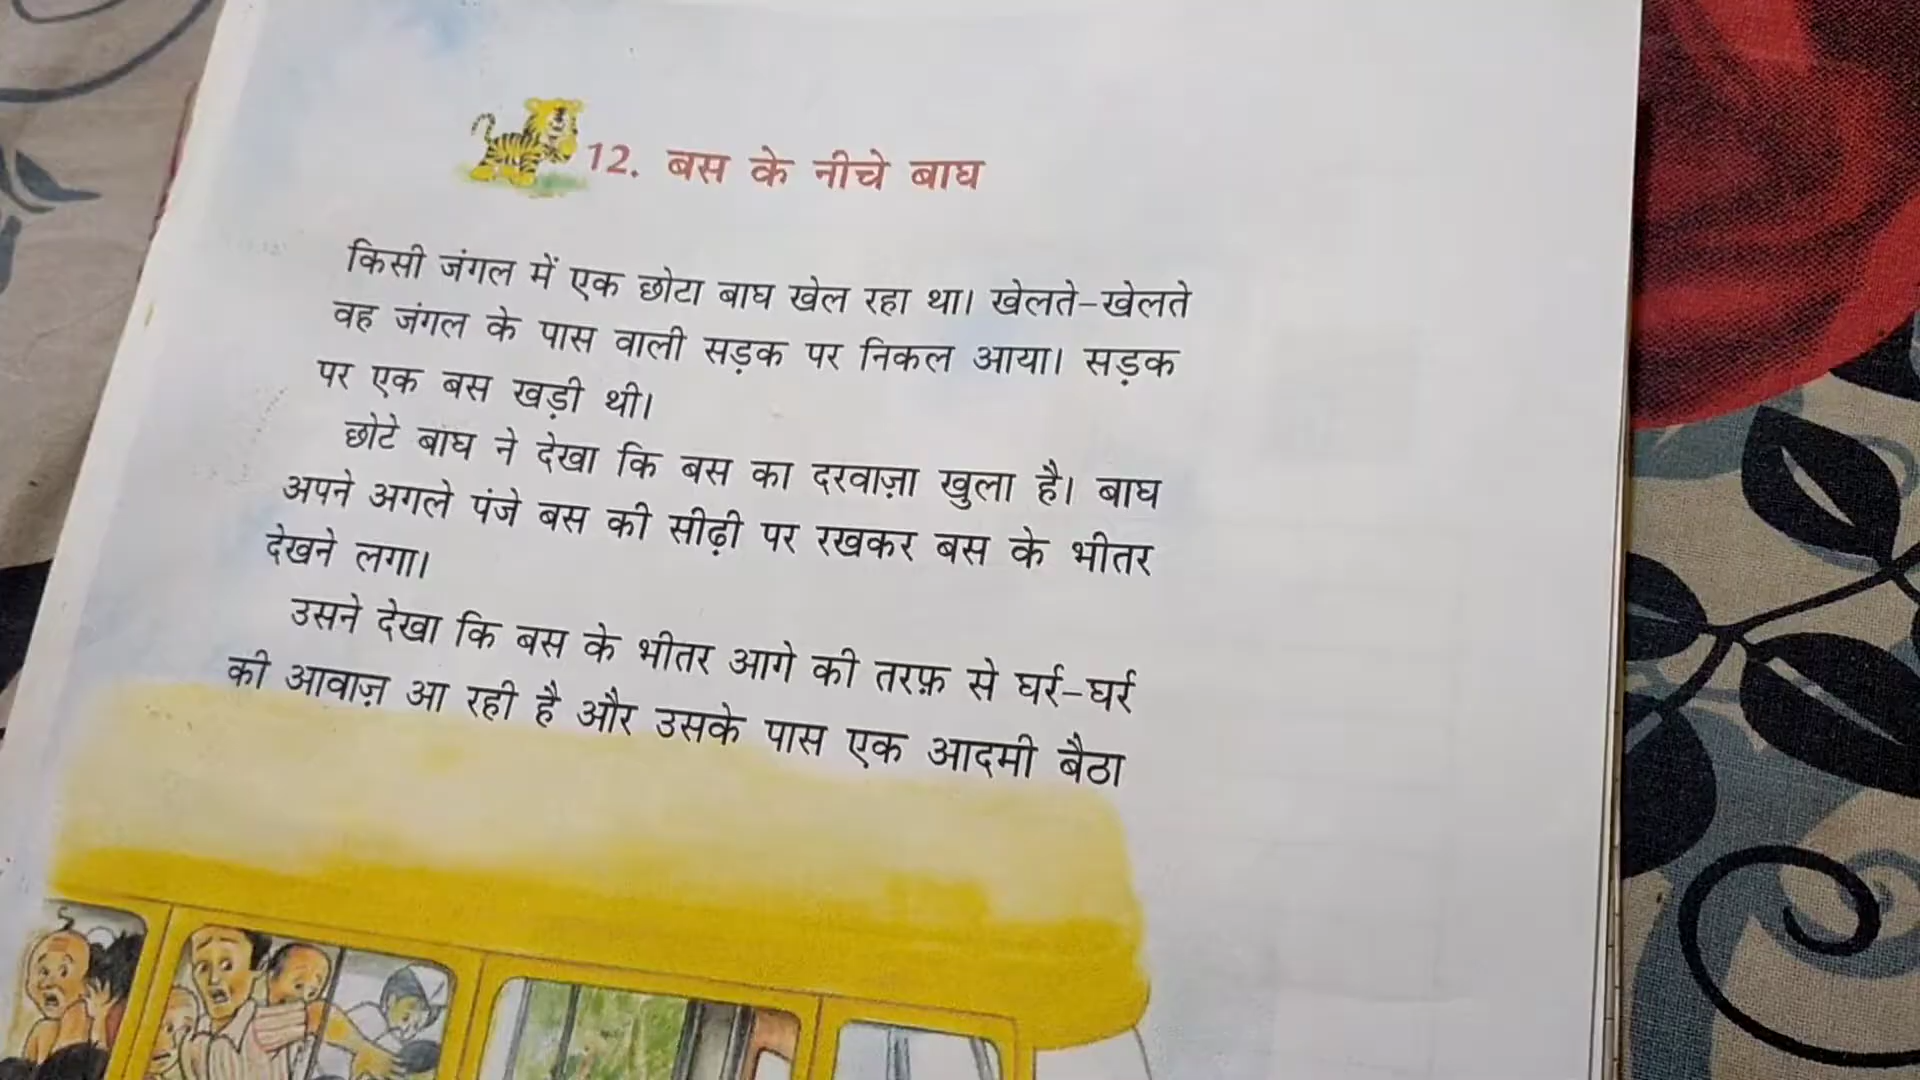 12. बस के नीचे बाघ
किसी जंगल में एक छोटा बाघ खेल रहा था। खेलते-खेलते
वह जंगल के पास वाली सड़क पर निकल आया। सड़क
पर एक बस खड़ी थी।
छोटे बाघ ने देखा कि बस का दरवाज़ा खुला है। बाघ
अपने अगले पंजे बस की सीढ़ी पर रखकर बस के भीतर
देखने लगा।
उसने देखा कि बस के भीतर आगे की तरफ़ से घर्र-घर्र
की आवाज़ आ रही है और उसके पास एक आदमी बैठा